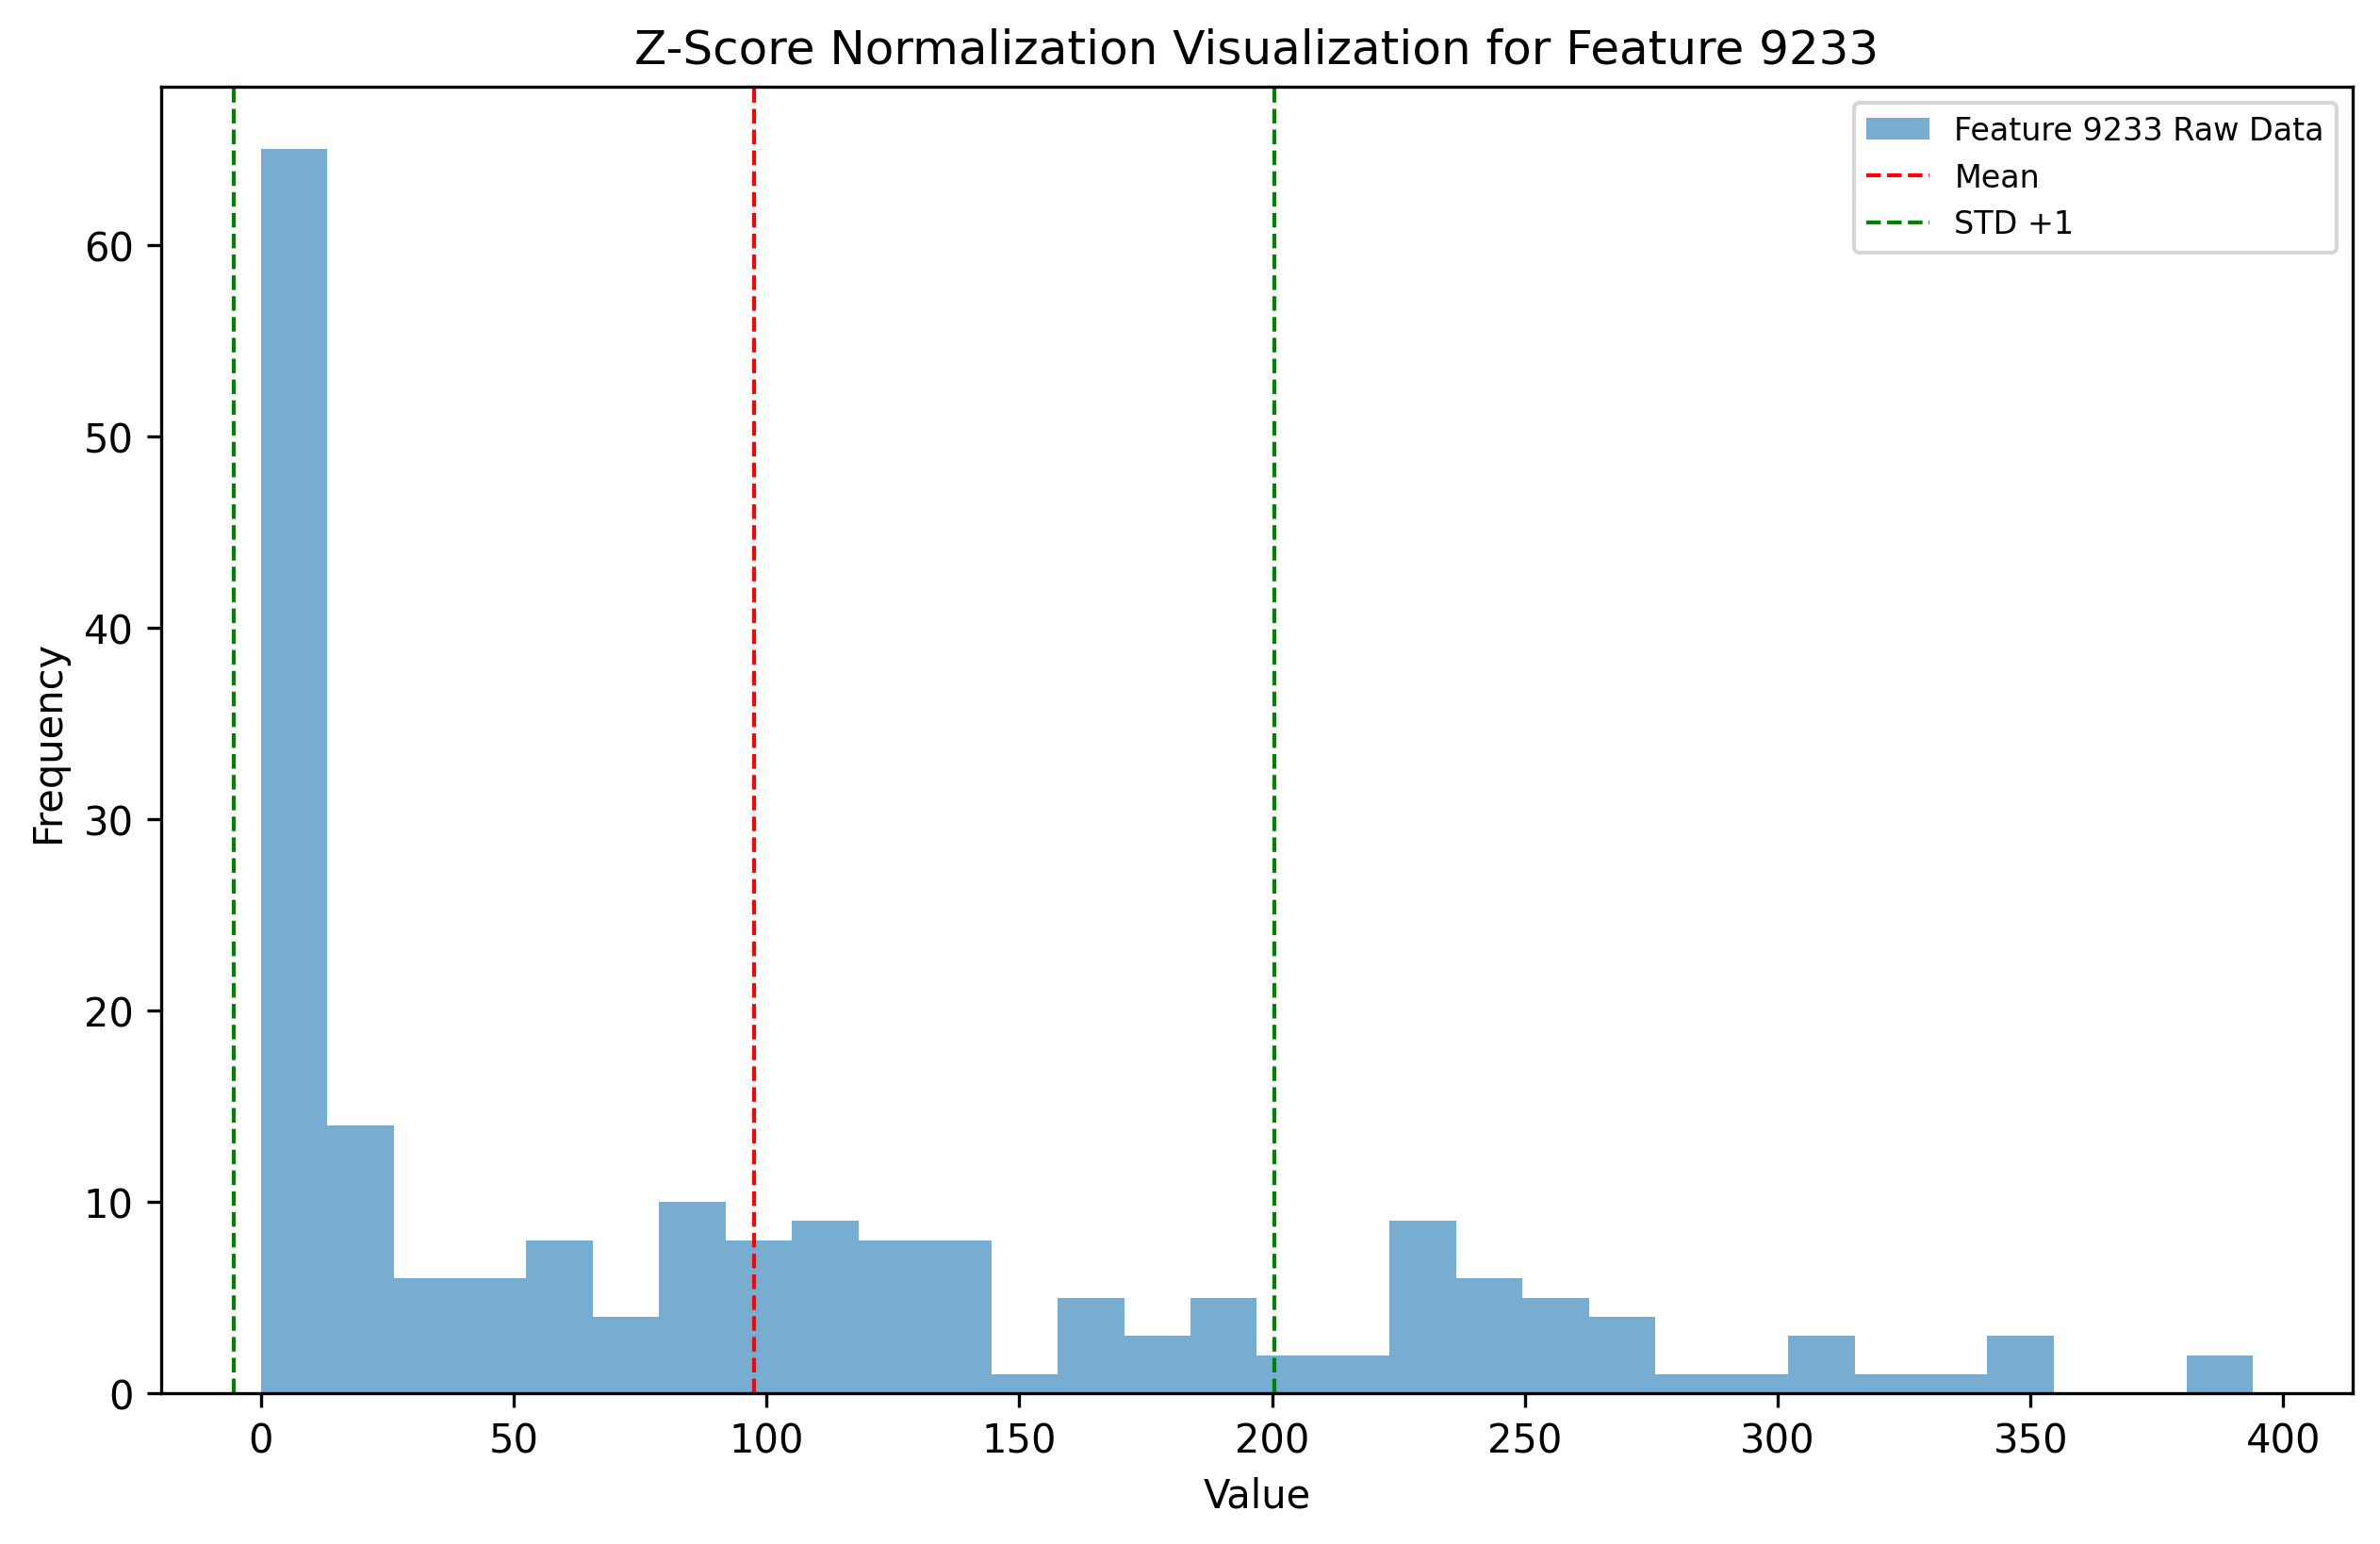 Z-Score Normalization Visualization for Feature 9233
Feature 9233 Raw Data
Mean
STD +1
60
50
40
30
20
10
0
Frequency
0 50 100 150 200 250 300 350 400
Value